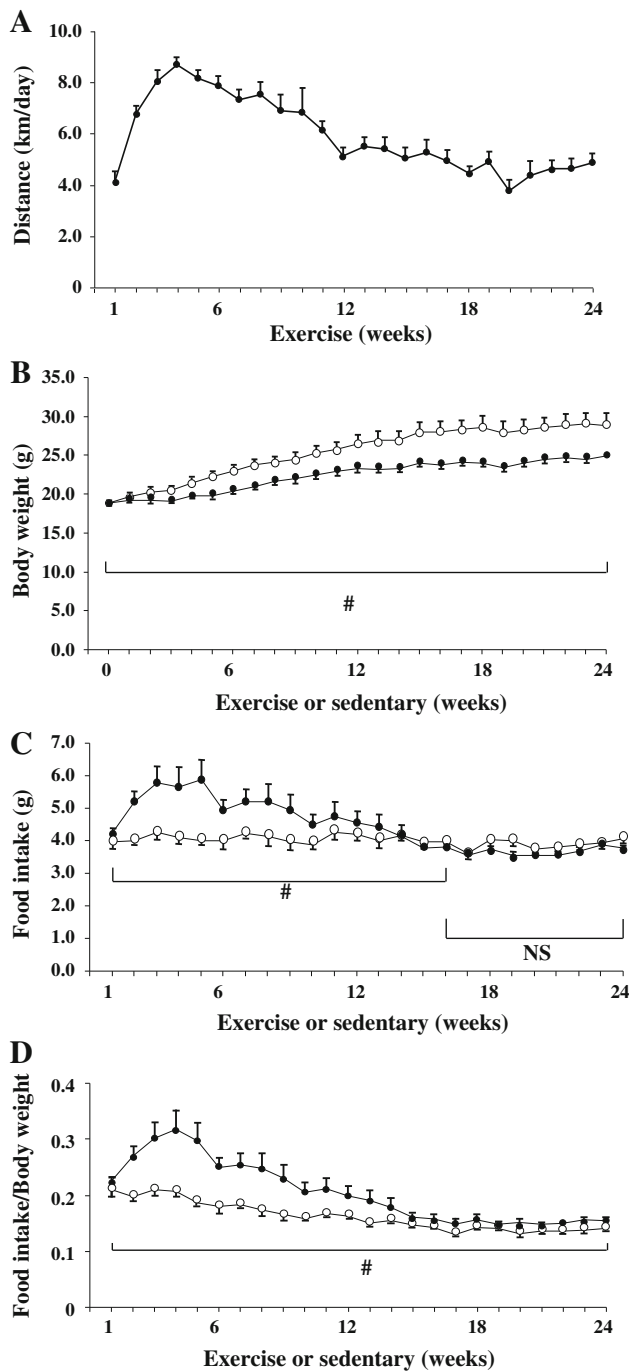 A
10.0
8.0
6.0
4.0
2.0
0
Distance (km/day)
1 6 12 18 24
Exercise (weeks)
B
35.0
30.0
25.0
20.0
15.0
10.0
5.0
0.0
Body weight (g)
#
0 6 12 18 24
Exercise or sedentary (weeks)
C
7.0
6.0
5.0
4.0
3.0
2.0
1.0
0.0
Food intake (g)
#
NS
1 6 12 18 24
Exercise or sedentary (weeks)
D
0.4
0.3
0.2
0.1
0
Food intake/Body weight
#
1 6 12 18 24
Exercise or sedentary (weeks)